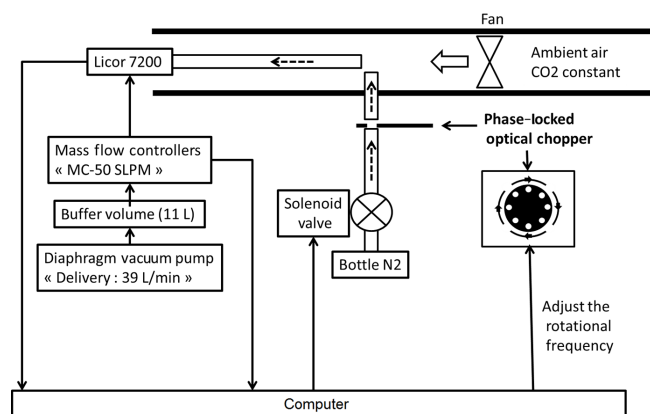 Fan
Licor 7200
Ambient air
CO2 constant
Phase-locked
optical chopper
Mass flow controllers
« MC-50 SLPM »
Solenoid
valve
Buffer volume (11 L)
Diaphragm vacuum pump
« Delivery : 39 L/min »
Bottle N2
Adjust the
rotational
frequency
Computer